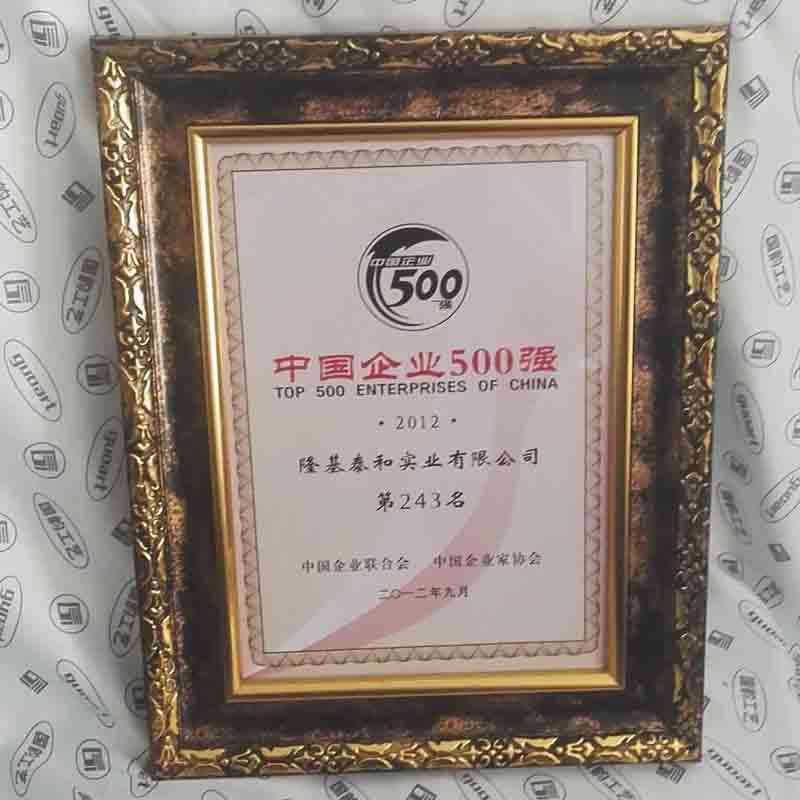 中国企业
500
强
中国企业500强
TOP 500 ENTERPRISES OF CHINA
·2012·
隆基泰和实业有限公司
第243名
中国企业联合会 中国企业家协会
二〇一二年九月